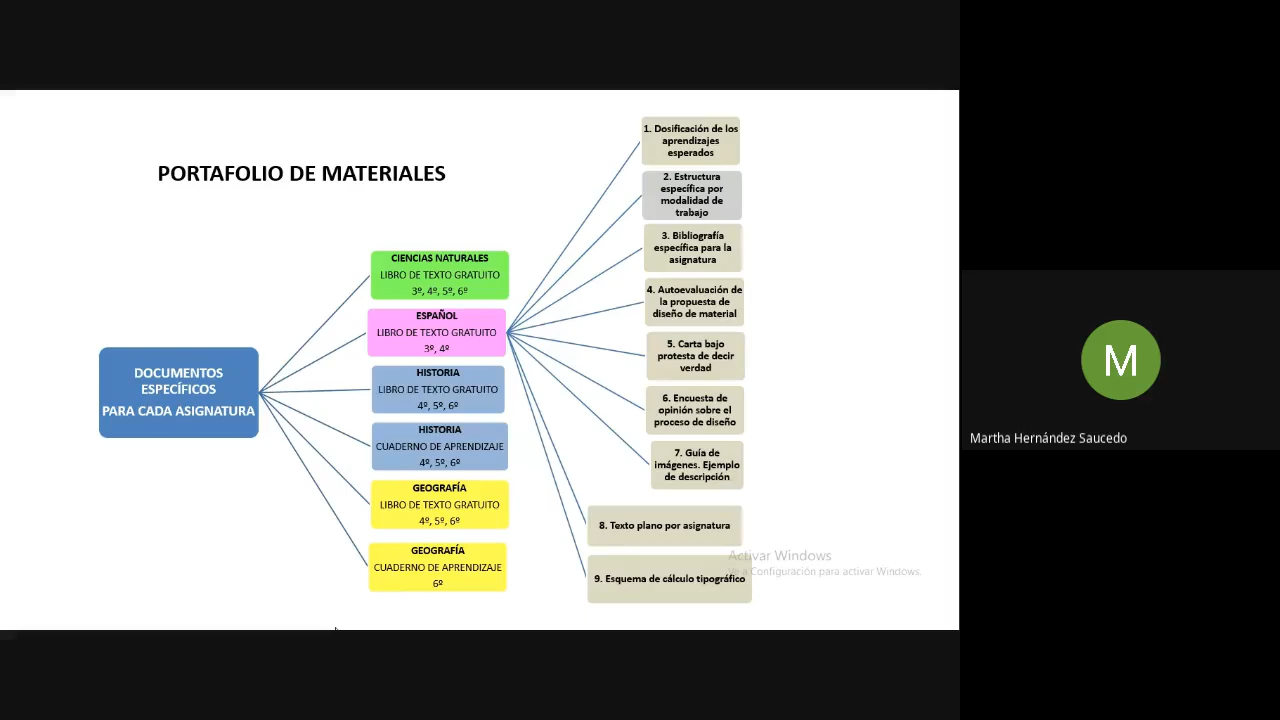 PORTAFOLIO DE MATERIALES
DOCUMENTOS
ESPECÍFICOS
PARA CADA ASIGNATURA
CIENCIAS NATURALES
LIBRO DE TEXTO GRATUITO
3º, 4º, 5º, 6º
ESPAÑOL
LIBRO DE TEXTO GRATUITO
3º, 4º
HISTORIA
LIBRO DE TEXTO GRATUITO
4º, 5º, 6º
HISTORIA
CUADERNO DE APRENDIZAJE
4º, 5º, 6º
GEOGRAFÍA
LIBRO DE TEXTO GRATUITO
4º, 5º, 6º
GEOGRAFÍA
CUADERNO DE APRENDIZAJE
6º
1. Dosificación de los
aprendizajes
esperados
2. Estructura
específica por
modalidad de
trabajo
3. Bibliografía
específica para la
asignatura
4. Autoevaluación de
la propuesta de
diseño de material
5. Carta bajo
protesta de decir
verdad
6. Encuesta de
opinión sobre el
proceso de diseño
7. Guía de
imágenes. Ejemplo
de descripción
8. Texto plano por asignatura
9. Esquema de cálculo tipográfico
Activar Windows
Ve a Configuración para activar Windows.
M
Martha Hernández Saucedo